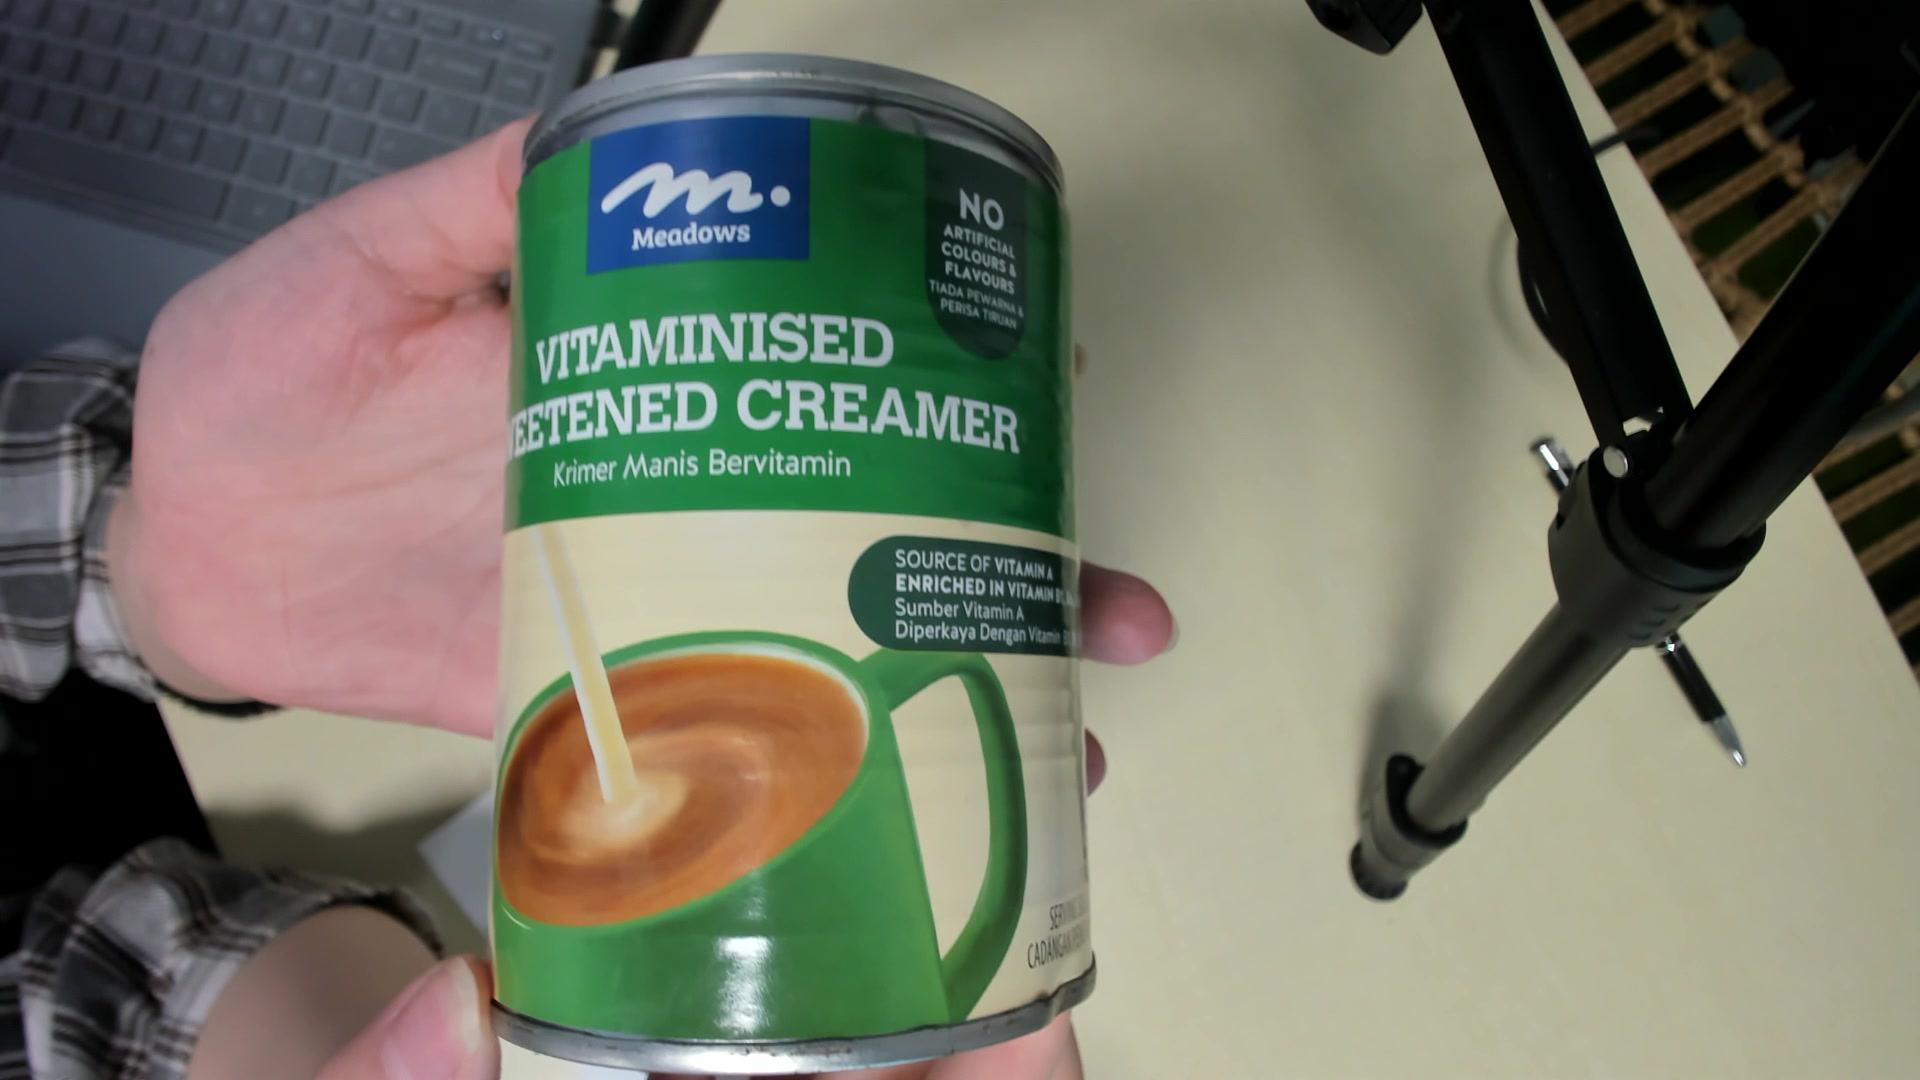 m.
Meadows
NO
ARTIFICIAL
COLOURS &
FLAVOURS
TIADA PEWARNA &
PERISA TIRUAN
VITAMINISED
CREAMER
Krimer Manis Bervitamin
SOURCE OF VITAMIN A
ENRICHED IN VITAMIN
Sumber Vitamin A
Diperkaya Dengan Vitamin